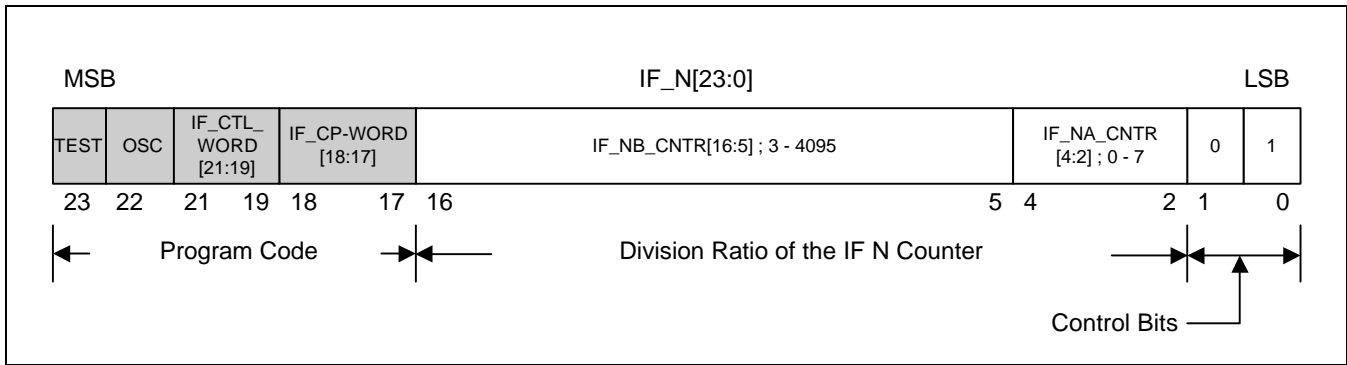 MSB IF_N[23:0] LSB
TEST OSC IF_CTL_WORD [21:19] IF_CP-WORD [18:17] IF_NB_CNTR[16:5] ; 3 - 4095 IF_NA_CNTR [4:2] ; 0 - 7 0 1
23 22 21 19 18 17 16 5 4 2 1 0
Program Code Division Ratio of the IF N Counter
Control Bits